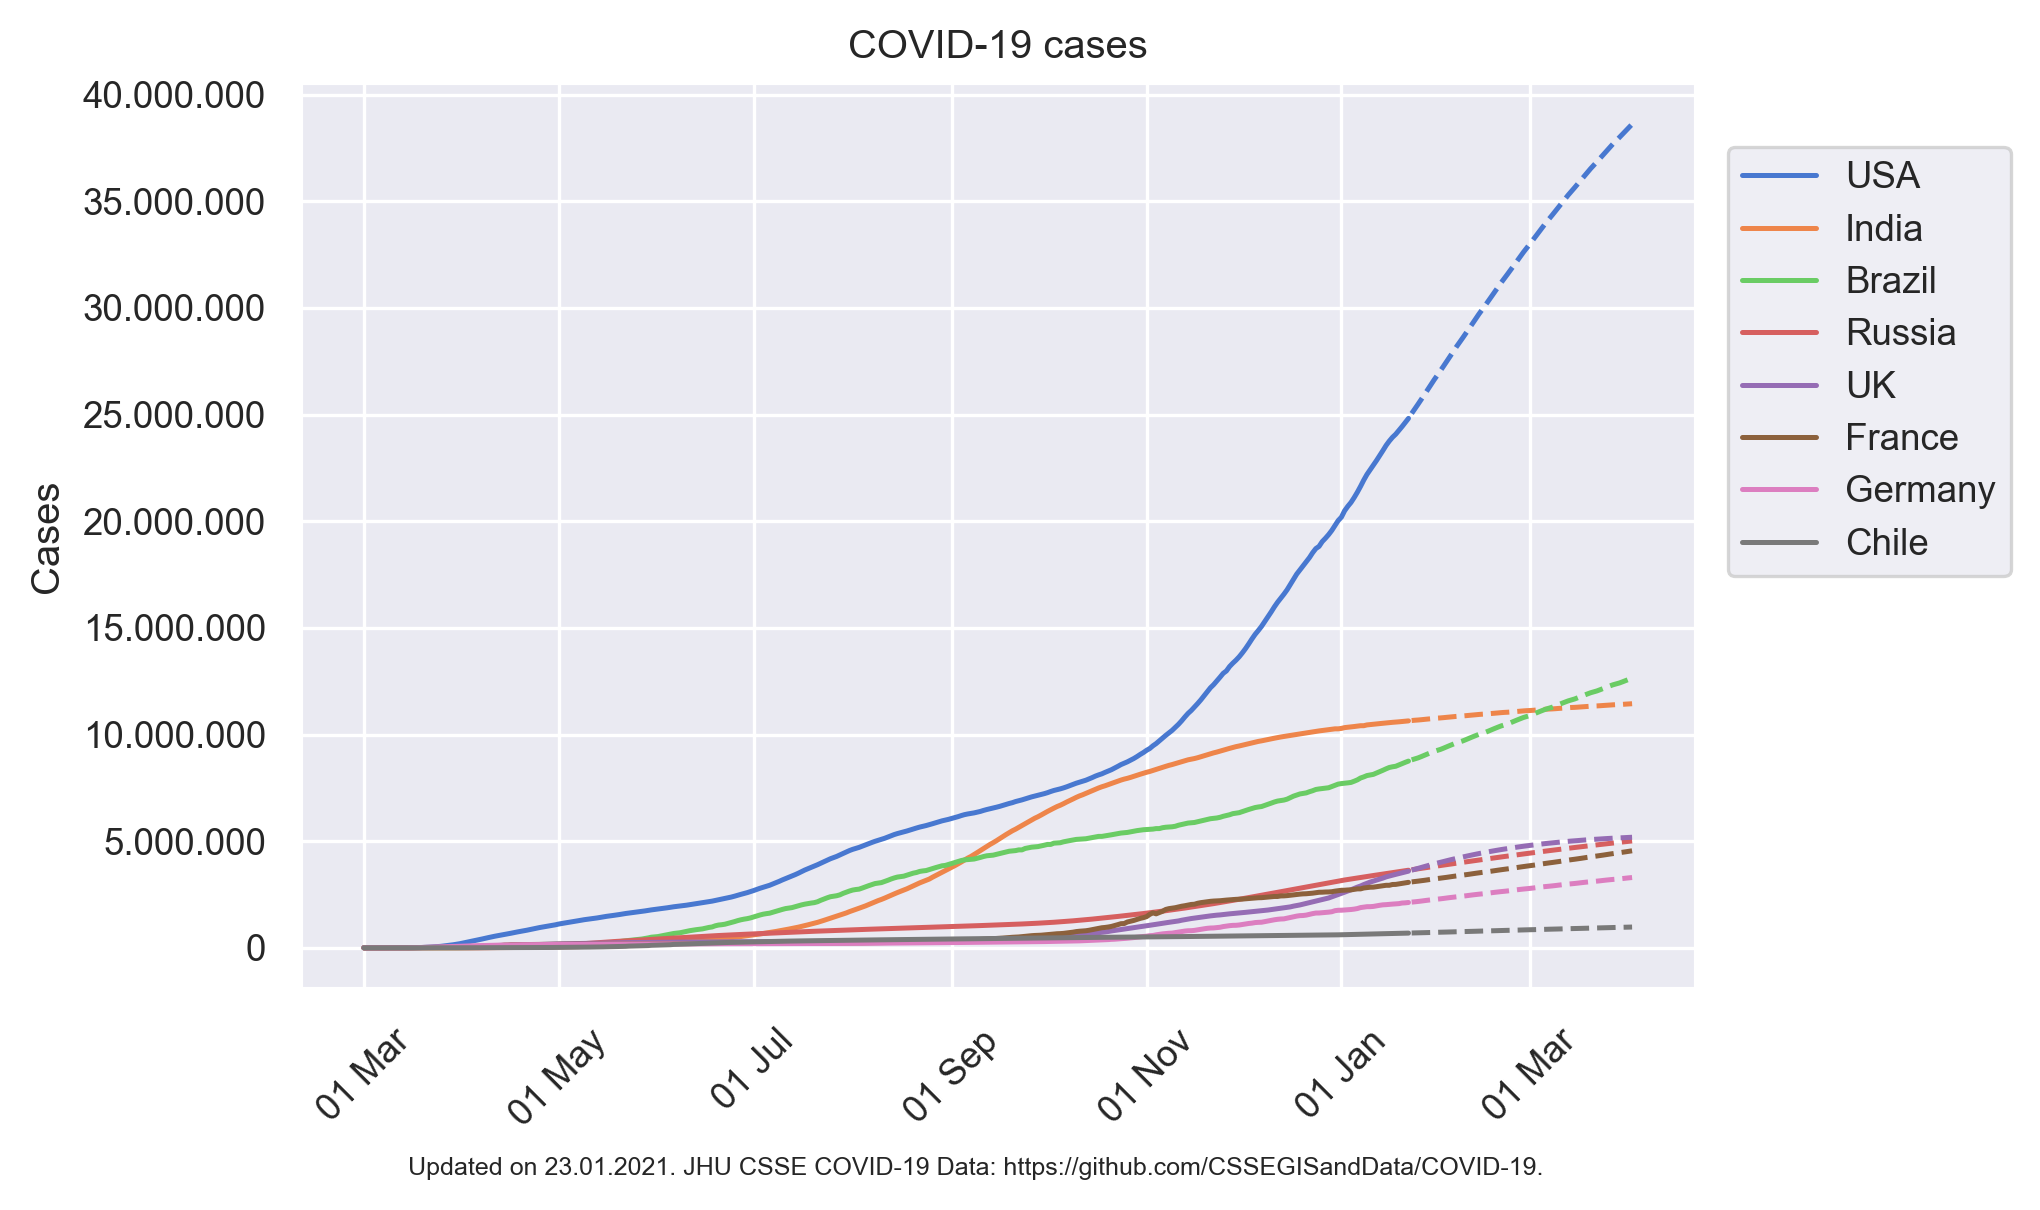 COVID-19 cases
40.000.000
35.000.000
30.000.000
25.000.000
20.000.000
15.000.000
10.000.000
5.000.000
0
Cases
01 Mar
01 May
01 Jul
01 Sep
01 Nov
01 Jan
01 Mar
USA
India
Brazil
Russia
UK
France
Germany
Chile
Updated on 23.01.2021. JHU CSSE COVID-19 Data: https://github.com/CSSEGISandData/COVID-19.